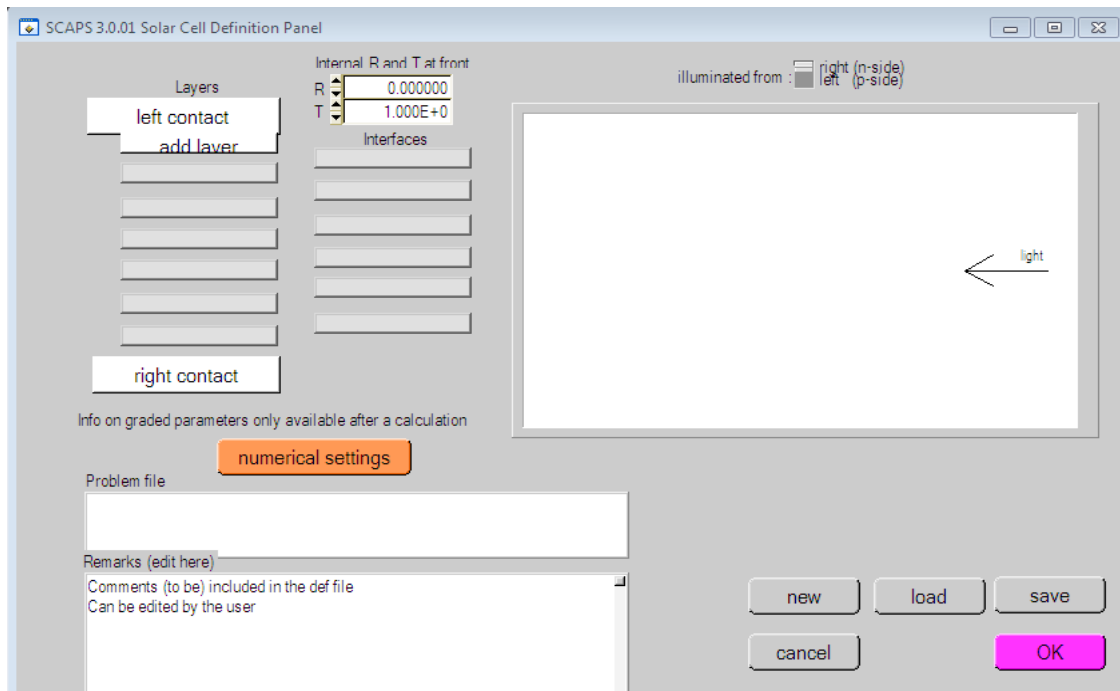 SCAPS 3.0.01 Solar Cell Definition Panel
Internal R and T at front
R 0.000000
T 1.000E+0
illuminated from : right (n-side)
left (p-side)
Layers
left contact
add layer
Interfaces
light
right contact
Info on graded parameters only available after a calculation
numerical settings
Problem file
Remarks (edit here)
Comments (to be) included in the def file
Can be edited by the user
new
load
save
cancel
OK